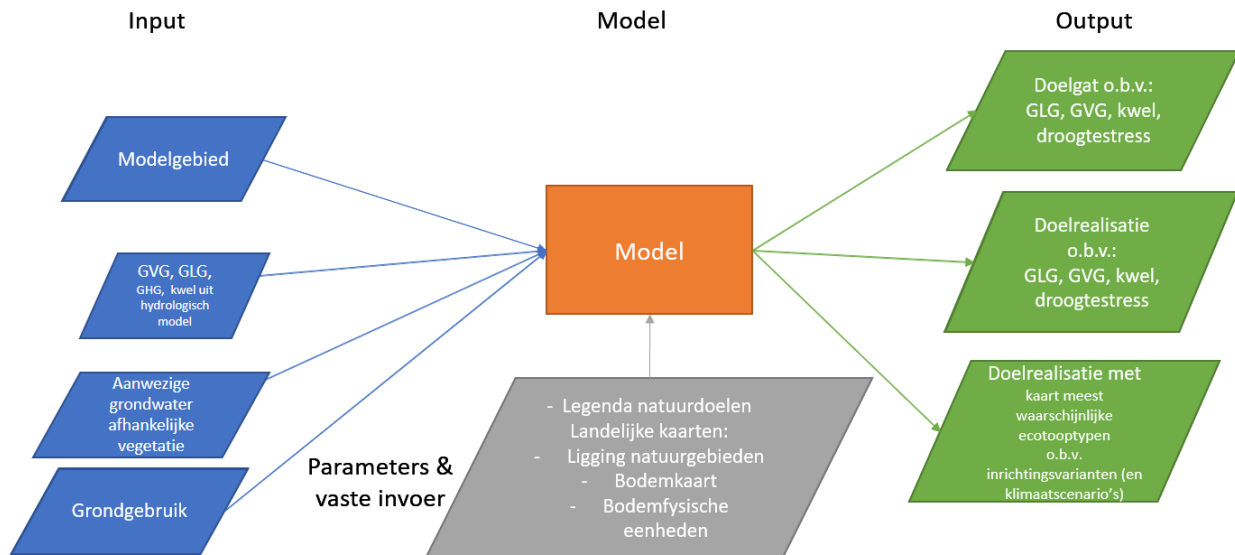 Input
Model
Output
Modelgebied
GVG, GLG,
GHG, kwel uit
hydrologisch
model
Aanwezige
grondwater
afhankelijke
vegetatie
Grondgebruik
Model
Parameters &
vaste invoer
- Legenda natuurdoelen
Landelijke kaarten:
- Ligging natuurgebieden
- Bodemkaart
- Bodemfysische
eenheden
Doelgat o.b.v.:
GLG, GVG, kwel,
droogtestress
Doelrealisatie
o.b.v.:
GLG, GVG, kwel,
droogtestress
Doelrealisatie met
kaart meest
waarschijnlijke
ecotooptypen
o.b.v.
inrichtingsvarianten (en
klimaatscenario's)